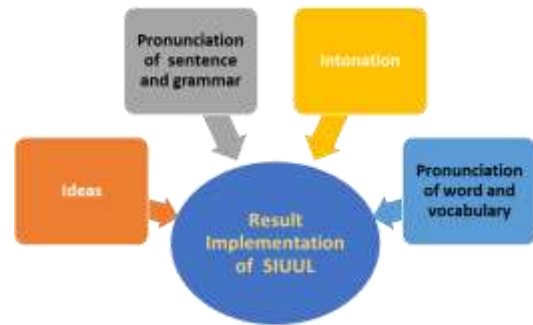 Pronunciation
of sentence
and grammar
Intonation
Ideas
Pronunciation
of word and
vocabulary
Result
Implementation
of SIUUL